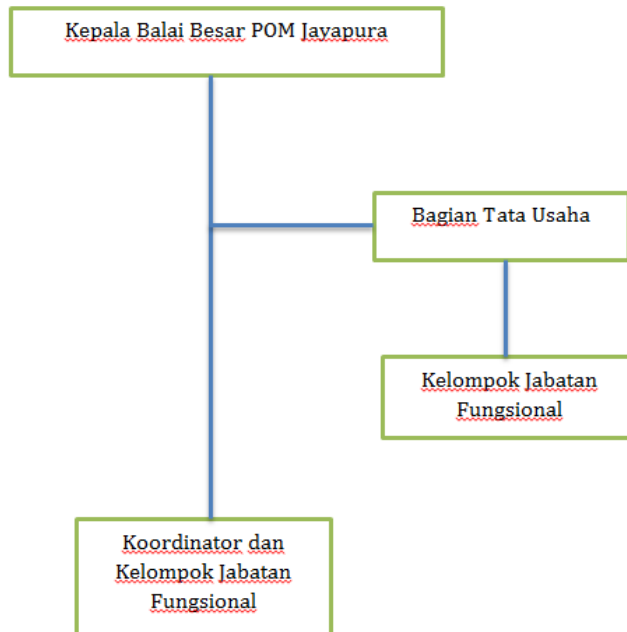 Kepala Balai Besar POM Jayapura
Bagian Tata Usaha
Kelompok Jabatan
Fungsional
Koordinator dan
Kelompok Jabatan
Fungsional